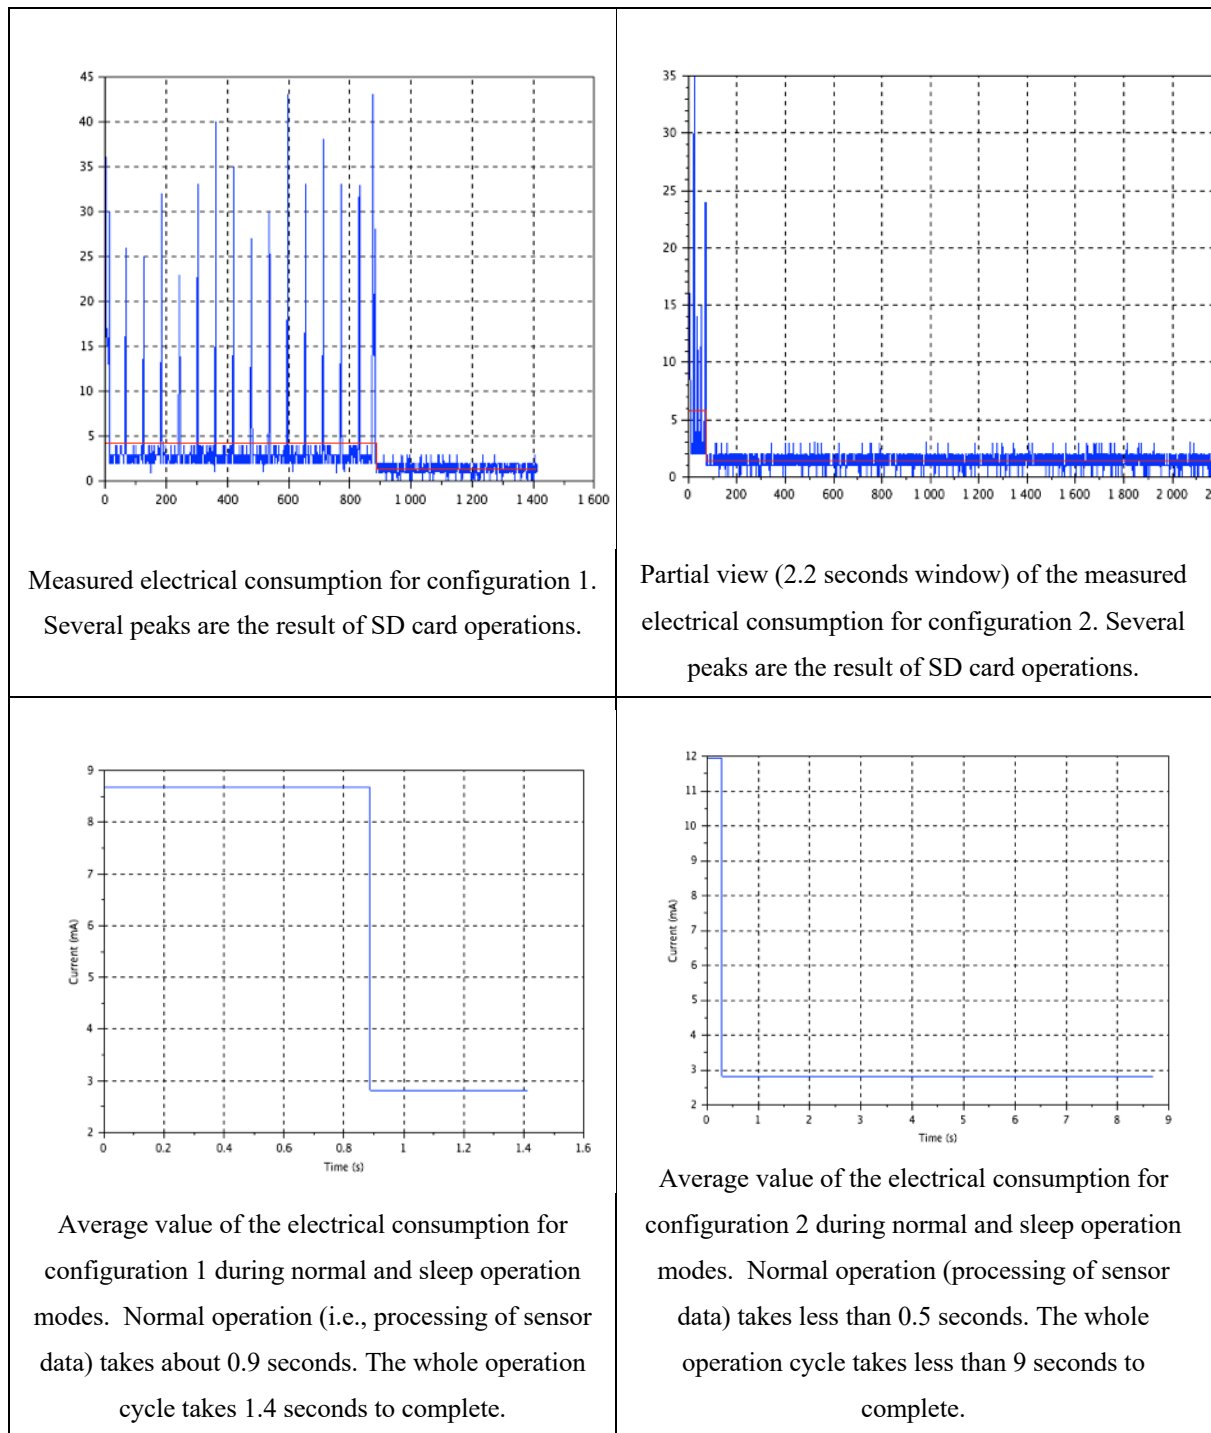 45
40
35
30
25
20
15
10
5
0
0 200 400 600 800 1 000 1 200 1 400 1 600
Measured electrical consumption for configuration 1.
Several peaks are the result of SD card operations.
35
30
25
20
15
10
5
0
0 200 400 600 800 1 000 1 200 1 400 1 600 1 800 2 000 2
Partial view (2.2 seconds window) of the measured
electrical consumption for configuration 2. Several
peaks are the result of SD card operations.
9
8
7
6
5
4
3
2
Current (mA)
0 0.2 0.4 0.6 0.8 1 1.2 1.4 1.6
Time (s)
Average value of the electrical consumption for
configuration 1 during normal and sleep operation
modes. Normal operation (i.e., processing of sensor
data) takes about 0.9 seconds. The whole operation
cycle takes 1.4 seconds to complete.
12
11
10
9
8
7
6
5
4
3
2
Current (mA)
0 1 2 3 4 5 6 7 8 9
Time (s)
Average value of the electrical consumption for
configuration 2 during normal and sleep operation
modes. Normal operation (processing of sensor
data) takes less than 0.5 seconds. The whole
operation cycle takes less than 9 seconds to
complete.